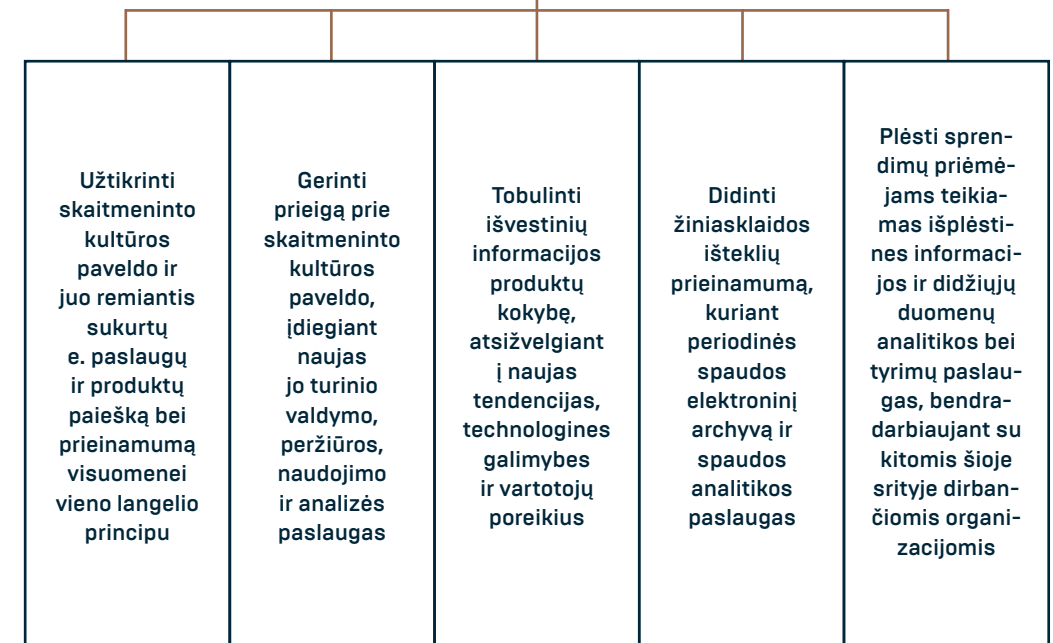 Užtikrinti
skaitmeninto
kultūros
paveldo ir
juo remiantis
sukurtų
e. paslaugų
ir produktų
paiešką bei
prieinamumą
visuomenei
vieno langelio
principu
Gerinti
prieigą prie
skaitmeninto
kultūros
paveldo,
įdiegiant
naujas
jo turinio
valdymo,
peržiūros,
naudojimo
ir analizės
paslaugas
Tobulinti
išvestinių
informacijos
produktų
kokybę,
atsižvelgiant
į naujas
tendencijas,
technologines
galimybes
ir vartotojų
poreikius
Didinti
žiniasklaidos
išteklių
prieinamumą,
kuriant
periodinės
spaudos
elektroninį
archyvą ir
spaudos
analitikos
paslaugas
Plėsti spren-
dimų priėmė-
jams teikia-
mas išplėsti-
nes informaci-
jos ir didžiųjų
duomenų
analitikos bei
tyrimų paslau-
gas, bendra-
darbiaujant su
kitomis šioje
srityje dirban-
čiomis organi-
zacijomis